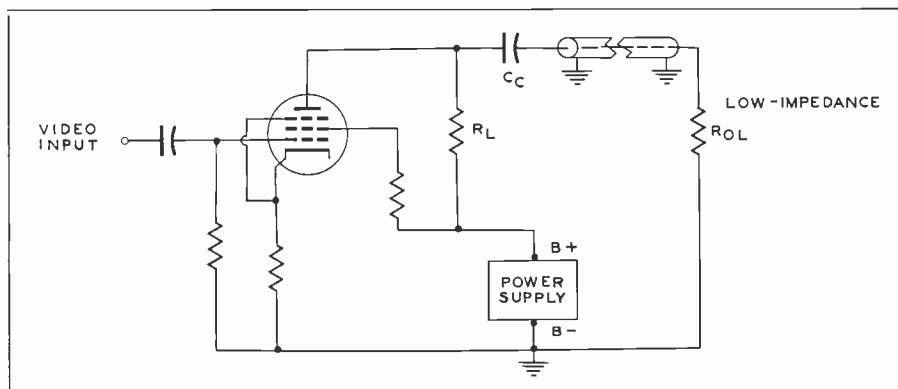 VIDEO
INPUT
C_C
R_L
LOW-IMPEDANCE
R_OL
B+
POWER
SUPPLY
B-